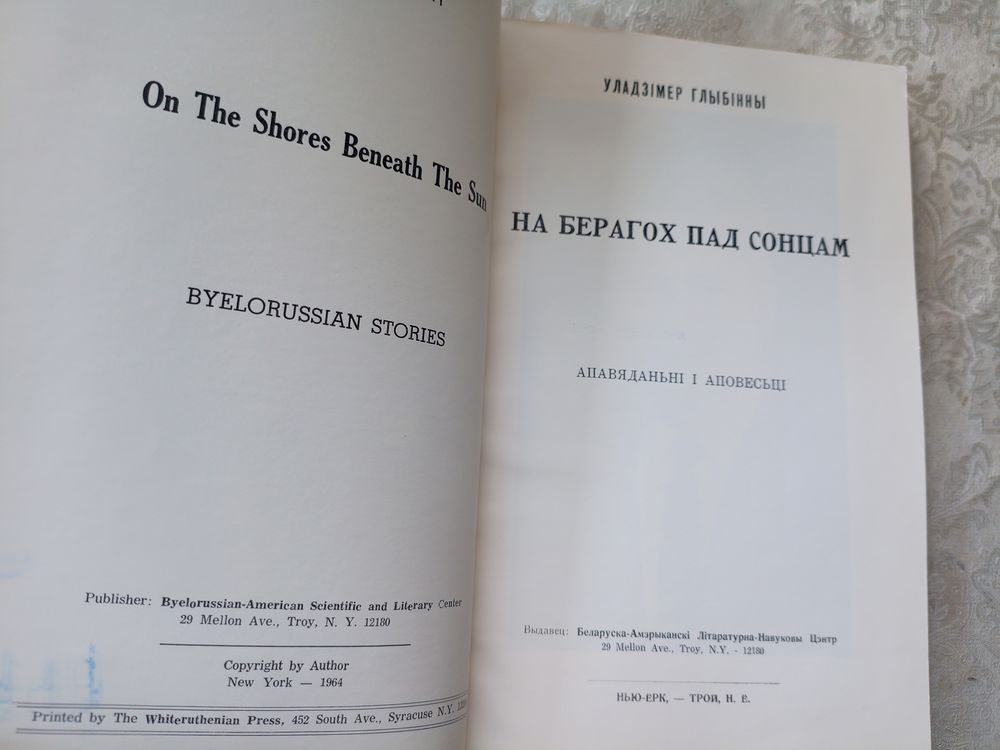 On The Shores Beneath The Sun
BYELORUSSIAN STORIES
Publisher: Byelorussian-American Scientific and Literary Center
29 Mellon Ave., Troy, N. Y. 12180
Copyright by Author
New York — 1964
Printed by The Whiteruthenian Press, 452 South Ave., Syracuse N.Y.
УЛАДЗІМЕР ГЛЫБІННЫ
НА БЕРАГОХ ПАД СОНЦАМ
АПАВЯДАНЬНІ І АПОВЕСЬЦІ
Выдавец: Беларуска-Амэрыканскі Літаратурна-Навуковы Цэнтр
29 Mellon Ave., Troy, N.Y. - 12180
НЬЮ-ЁРК, — ТРОЙ, Н. Ё.